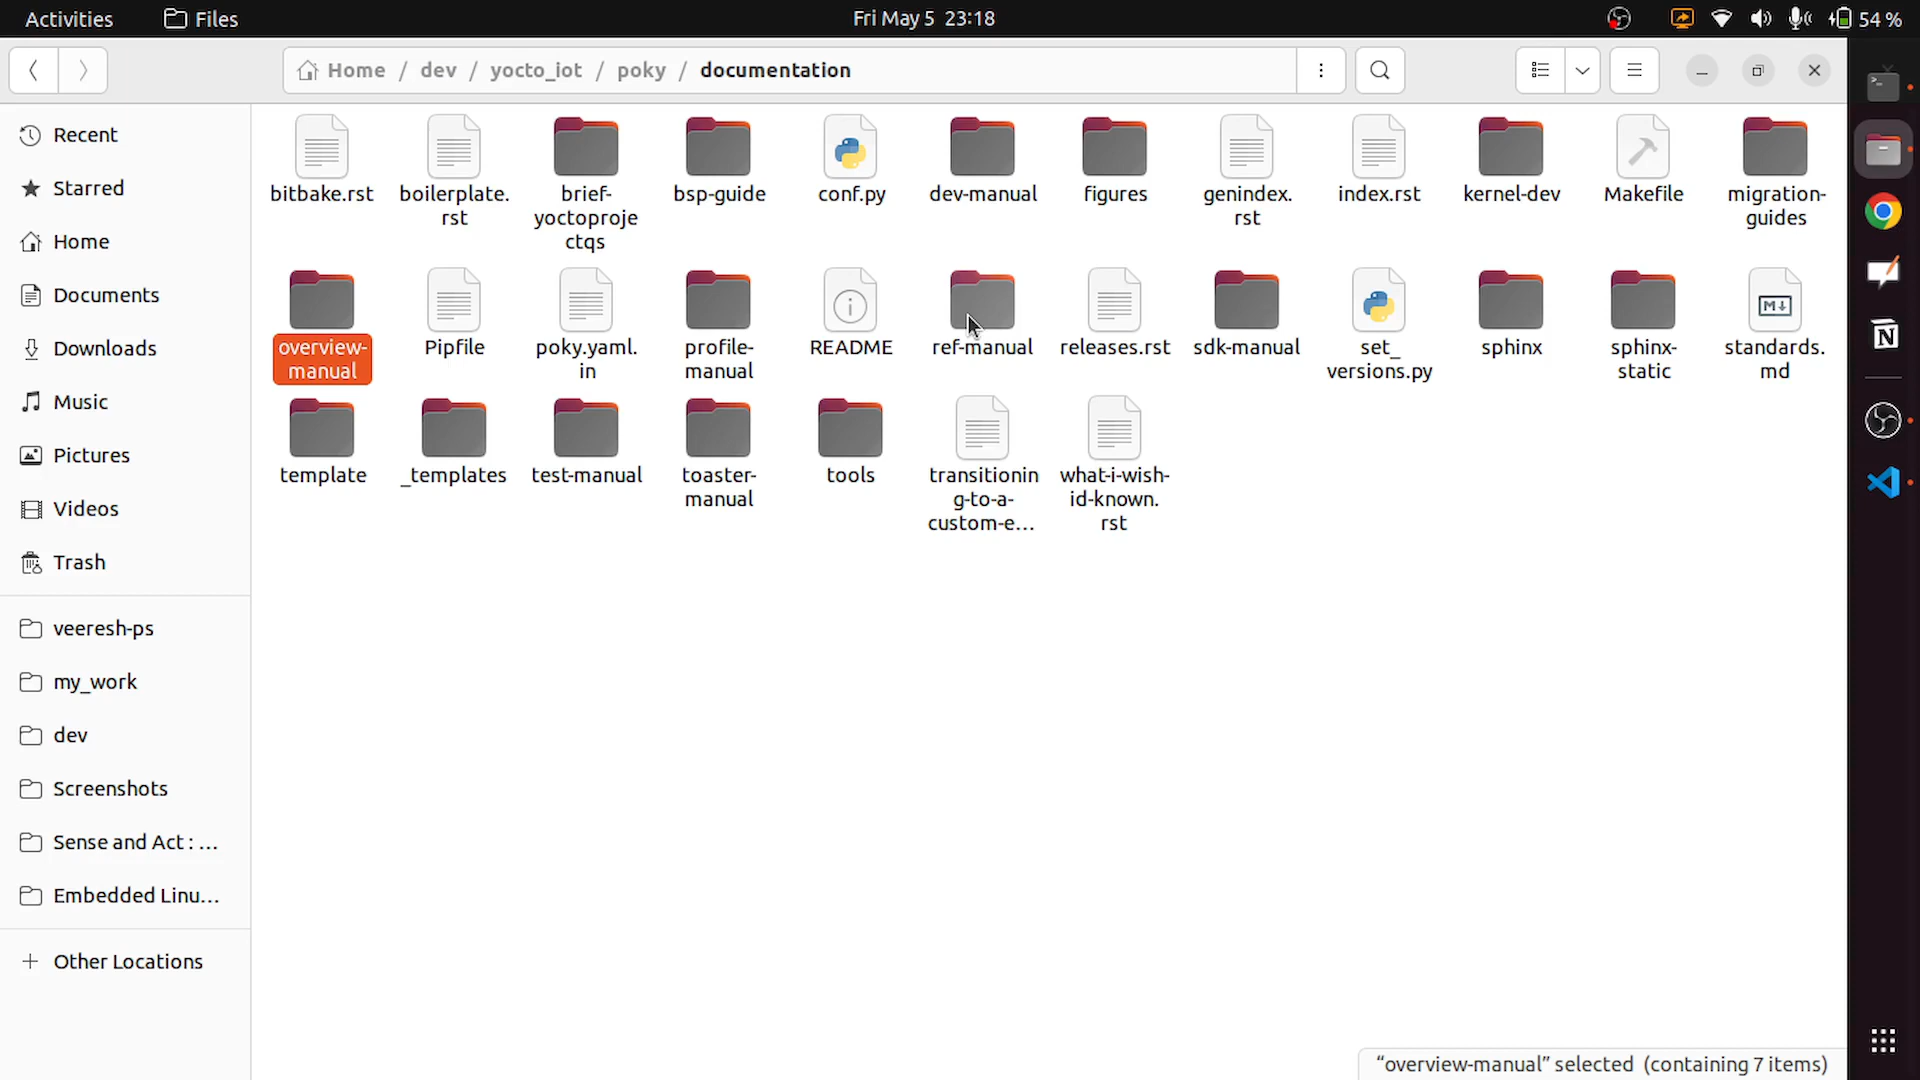 Activities Files Fri May 5 23:18 54 %
Home / dev / yocto_iot / poky / documentation
Recent
Starred
Home
Documents
Downloads
Music
Pictures
Videos
Trash
veeresh-ps
my_work
dev
Screenshots
Sense and Act : ...
Embedded Linu...
+ Other Locations
bitbake.rst
boilerplate.
rst
brief-
yoctoproje
ctqs
bsp-guide
conf.py
dev-manual
figures
genindex.
rst
index.rst
kernel-dev
Makefile
migration-
guides
overview-
manual
Pipfile
poky.yaml.
in
profile-
manual
README
ref-manual
releases.rst
sdk-manual
set_
versions.py
sphinx
sphinx-
static
M↓
standards.
md
template
_templates
test-manual
toaster-
manual
tools
transitionin
g-to-a-
custom-e...
what-i-wish-
id-known.
rst
“overview-manual” selected (containing 7 items)